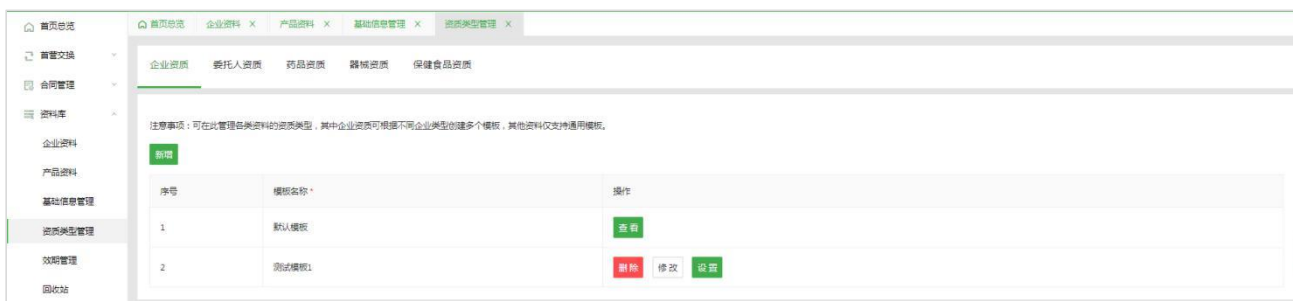 首页总览
首营交换
合同管理
资料库
企业资料
产品资料
基础信息管理
资质类型管理
效期管理
回收站
首页总览 企业资料 × 产品资料 × 基础信息管理 × 资质类型管理 ×
企业资质 委托人资质 药品资质 器械资质 保健食品资质
注意事项：可在此管理各类资料的资质类型，其中企业资质可根据不同企业类型创建多个模板，其他资料仅支持通用模板。
新增
序号 模板名称 * 操作
1 默认模板 查看
2 测试模板1 删除 修改 设置